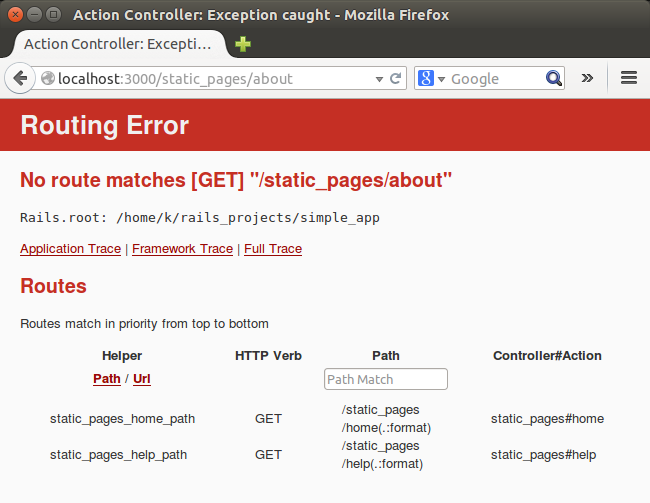 Action Controller: Exception caught - Mozilla Firefox
Action Controller: Excepti...
localhost:3000/static_pages/about
Google
Routing Error
No route matches [GET] "/static_pages/about"
Rails.root: /home/k/rails_projects/simple_app
Application Trace | Framework Trace | Full Trace
Routes
Routes match in priority from top to bottom
Helper HTTP Verb Path Controller#Action
Path / Url Path Match
static_pages_home_path GET /static_pages static_pages#home
/home(.:format)
static_pages_help_path GET /static_pages static_pages#help
/help(.:format)